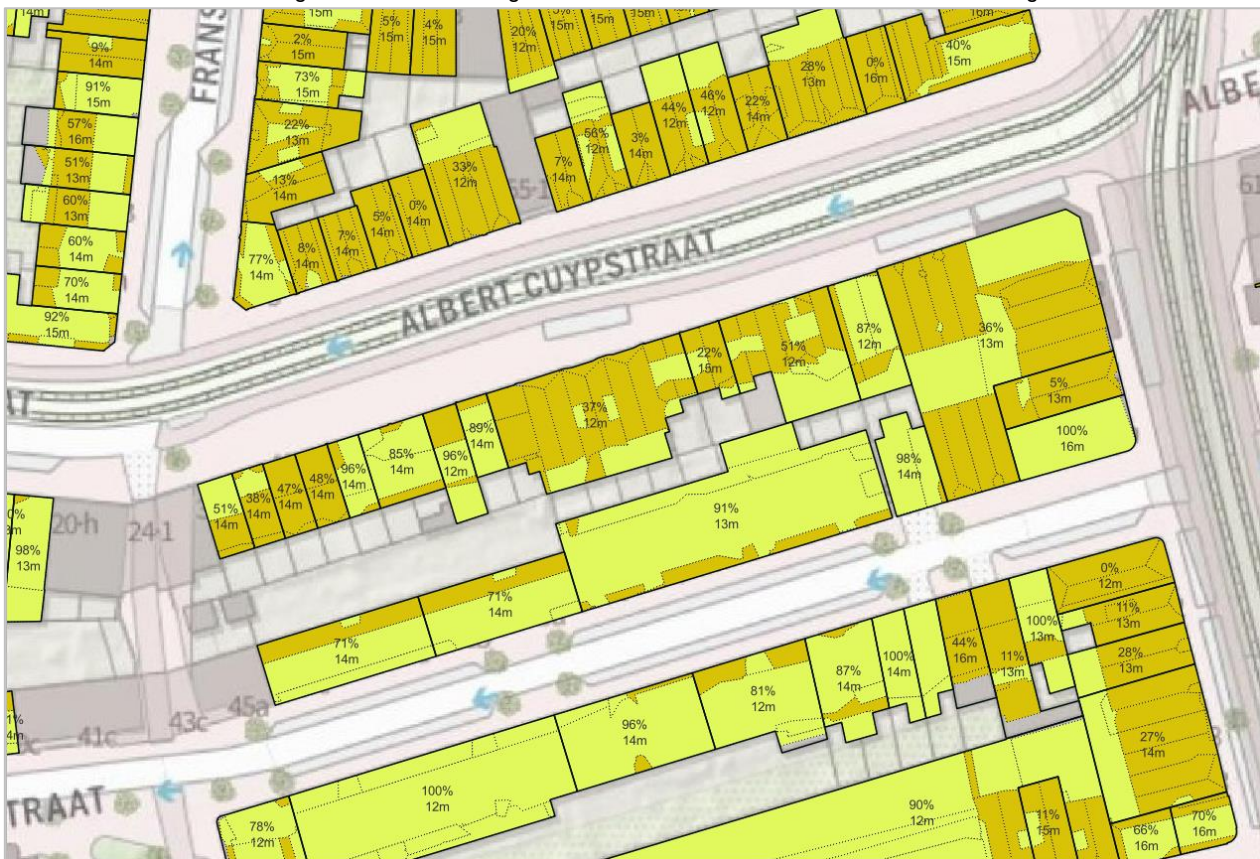 14m
15m
5%
15m
4%
15m
20%
12m
15m
15m
16m
9%
14m
2%
15m
40%
15m
91%
15m
73%
15m
28%
13m
0%
16m
FRANS
ALBE
57%
16m
22%
13m
44%
12m
46%
12m
22%
14m
51%
13m
13%
14m
33%
12m
7%
14m
56%
12m
3%
14m
55-1
61
60%
13m
5%
14m
0%
14m
60%
14m
77%
14m
8%
14m
7%
14m
70%
14m
92%
15m
ALBERT CUYPSTRAAT
AT
22%
15m
51%
12m
87%
12m
36%
13m
5%
13m
100%
16m
37%
12m
89%
14m
96%
12m
85%
14m
96%
14m
48%
14m
47%
14m
38%
14m
51%
14m
98%
14m
91%
13m
20-h
24-1
98%
13m
71%
14m
71%
14m
0%
12m
11%
13m
28%
13m
100%
13m
11%
13m
44%
16m
100%
14m
87%
14m
81%
12m
96%
14m
45a
43c
41c
27%
14m
100%
12m
78%
12m
90%
12m
11%
15m
66%
16m
70%
16m
TRAAT